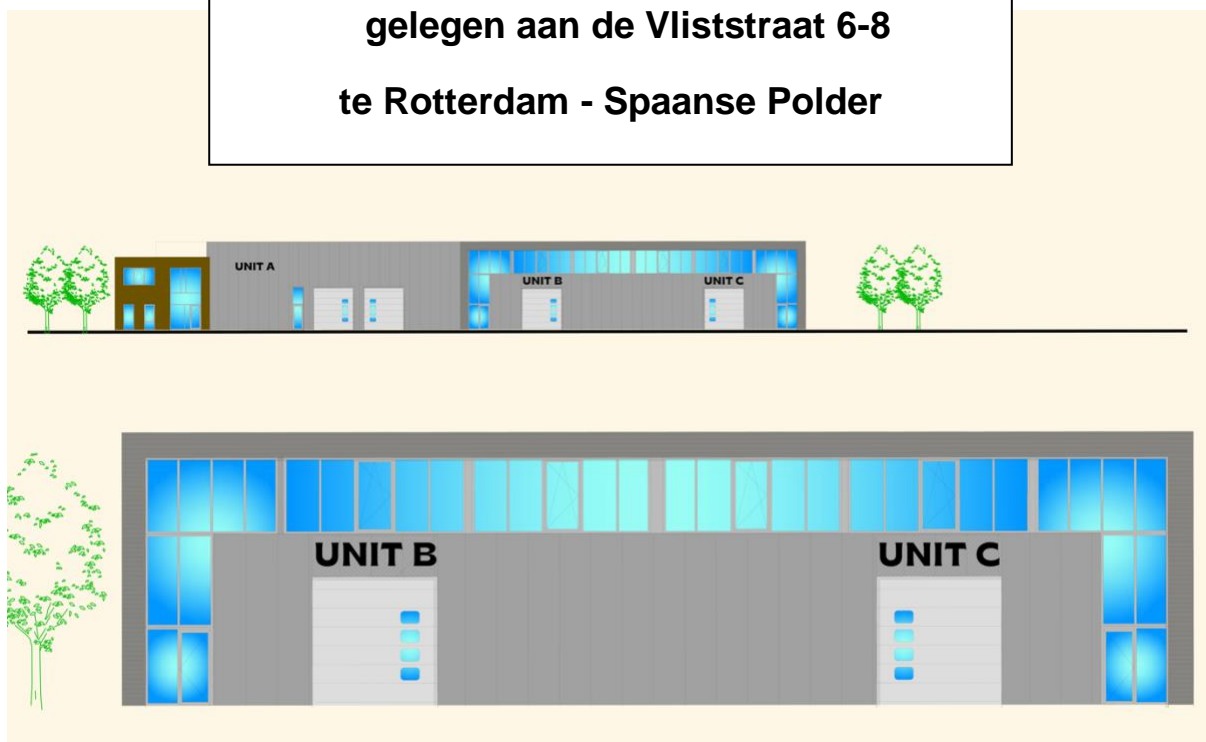 gelegen aan de Vliststraat 6-8
te Rotterdam - Spaanse Polder
UNIT A
UNIT B
UNIT C
UNIT B
UNIT C